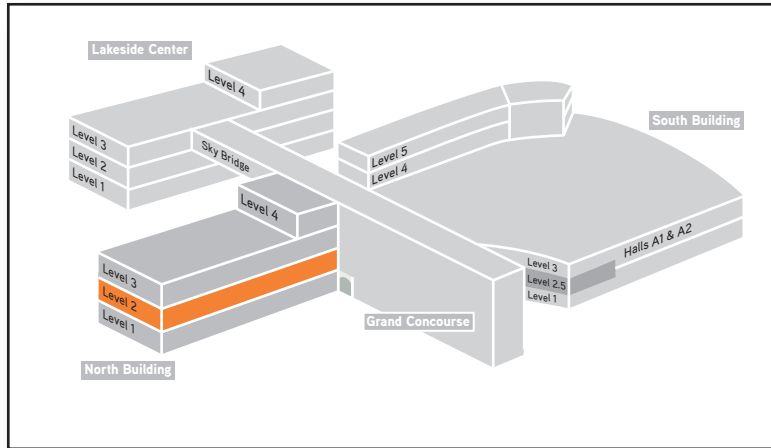 Lakeside Center
Level 4
Level 3
Level 2
Level 1
Sky Bridge
Level 5
Level 4
South Building
Halls A1 & A2
Level 3
Level 2.5
Level 1
Level 4
Level 3
Level 2
Level 1
Grand Concourse
North Building